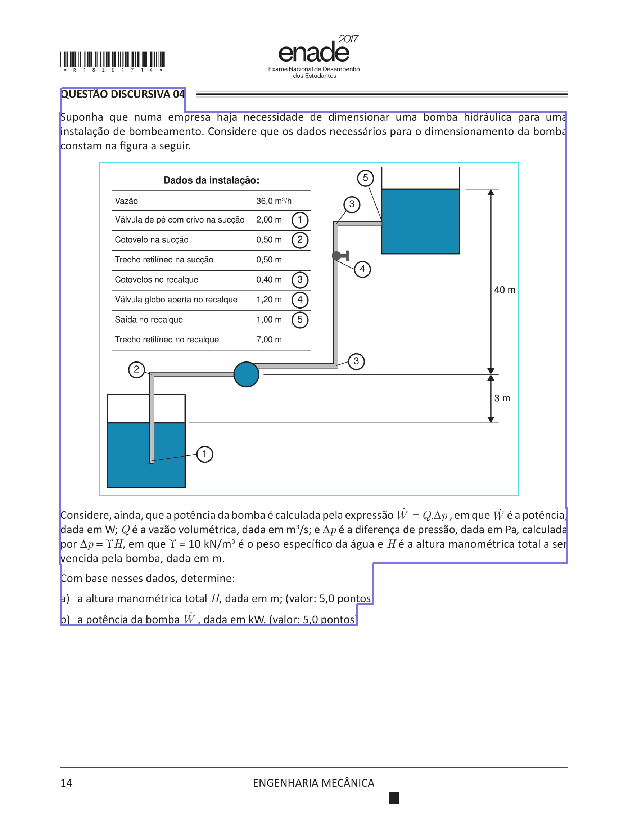 2017
enade
Exame Nacional de Desempenho
dos Estudantes
*R1820171 4*
QUESTÃO DISCURSIVA 04
Suponha que numa empresa haja necessidade de dimensionar uma bomba hidráulica para uma
instalação de bombeamento. Considere que os dados necessários para o dimensionamento da bomba
constam na figura a seguir.
Dados da instalação:
Vazão 36,0 m³/h
Válvula de pé com crivo na sucção 2,00 m 1
Cotovelo na sucção 0,50 m 2
Trecho retilíneo na sucção 0,50 m
Cotovelos no recalque 0,40 m 3
Válvula globo aberta no recalque 1,20 m 4
Saída no recalque 1,00 m 5
Trecho retilíneo no recalque 7,00 m
5
3
4
40 m
3
2
3 m
1
Considere, ainda, que a potência da bomba é calculada pela expressão Ẇ = Q.Δp, em que Ẇ é a potência,
dada em W; Q é a vazão volumétrica, dada em m³/s; e Δp é a diferença de pressão, dada em Pa, calculada
por Δp = ϒH, em que ϒ = 10 kN/m³ é o peso específico da água e H é a altura manométrica total a ser
vencida pela bomba, dada em m.
Com base nesses dados, determine:
a) a altura manométrica total H, dada em m; (valor: 5,0 pontos)
b) a potência da bomba Ẇ, dada em kW. (valor: 5,0 pontos)
14 ENGENHARIA MECÂNICA